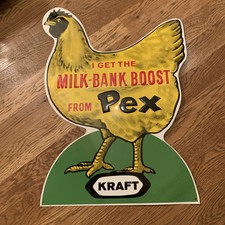 I GET THE
MILK-BANK BOOST
FROM Pex
KRAFT